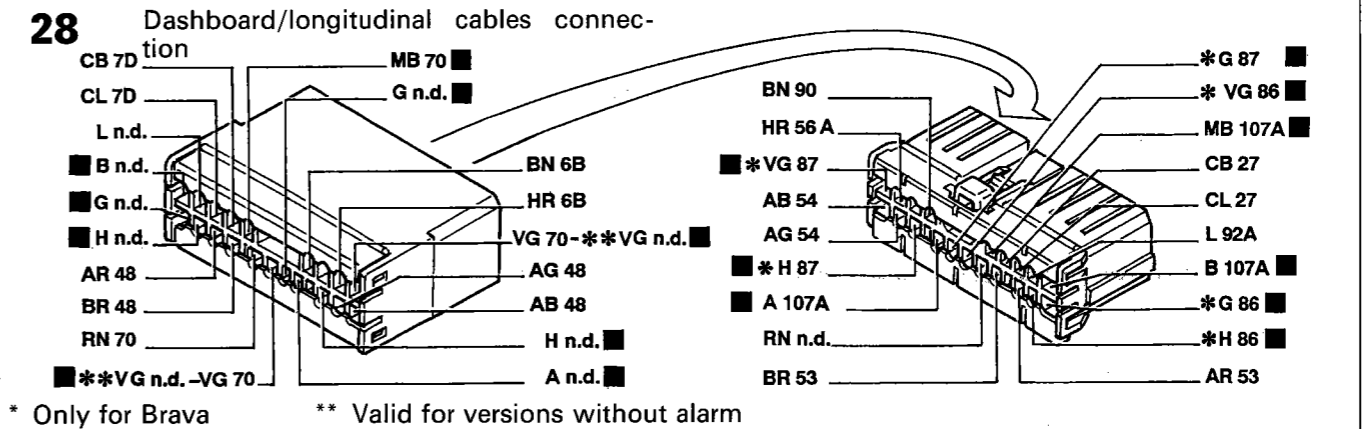 28
Dashboard/longitudinal cables connec-
tion
CB 7D
CL 7D
L n.d.
B n.d.
G n.d.
H n.d.
AR 48
BR 48
RN 70
**VG n.d. –VG 70
MB 70
G n.d.
BN 6B
HR 6B
VG 70-**VG n.d.
AG 48
AB 48
H n.d.
A n.d.
BN 90
HR 56 A
*VG 87
AB 54
AG 54
*H 87
A 107A
RN n.d.
BR 53
*G 87
* VG 86
MB 107A
CB 27
CL 27
L 92A
B 107A
*G 86
*H 86
AR 53
* Only for Brava
** Valid for versions without alarm